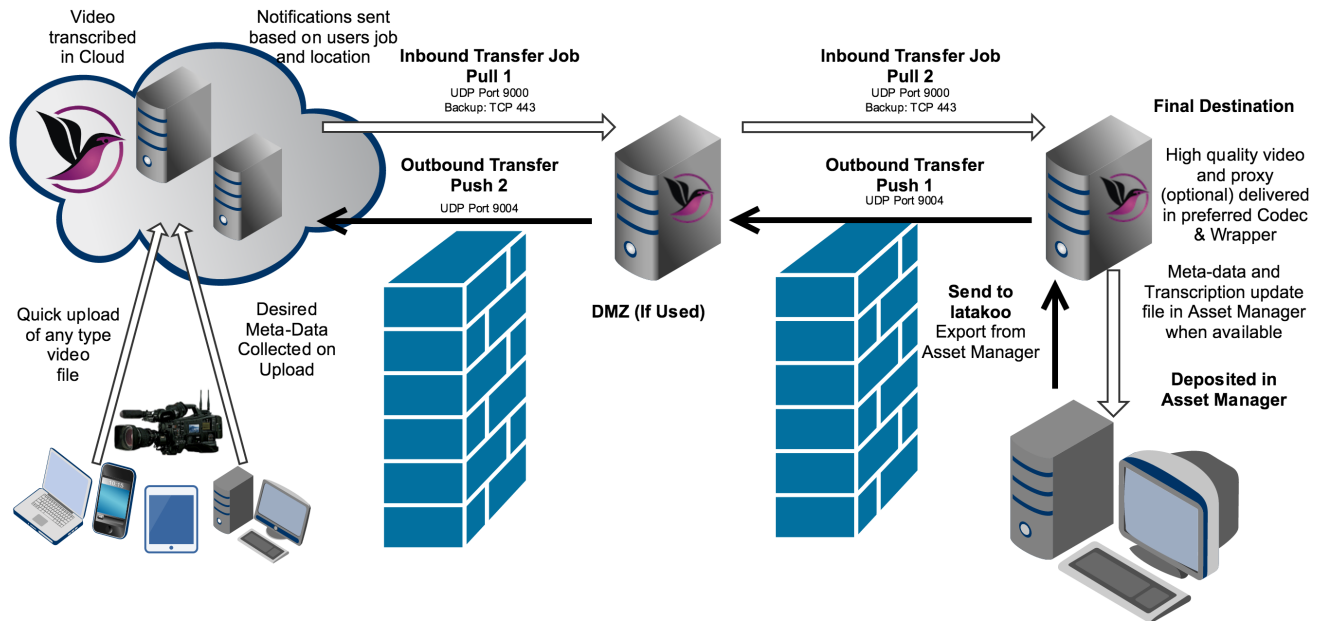 Video
transcribed
in Cloud
Notifications sent
based on users job
and location
Inbound Transfer Job
Pull 1
UDP Port 9000
Backup: TCP 443
Outbound Transfer
Push 2
UDP Port 9004
Inbound Transfer Job
Pull 2
UDP Port 9000
Backup: TCP 443
Outbound Transfer
Push 1
UDP Port 9004
Final Destination
High quality video
and proxy
(optional) delivered
in preferred Codec
& Wrapper
Meta-data and
Transcription update
file in Asset Manager
when available
Deposited in
Asset Manager
Quick upload
of any type
video
file
Desired
Meta-Data
Collected on
Upload
DMZ (If Used)
Send to
latakoo
Export from
Asset Manager